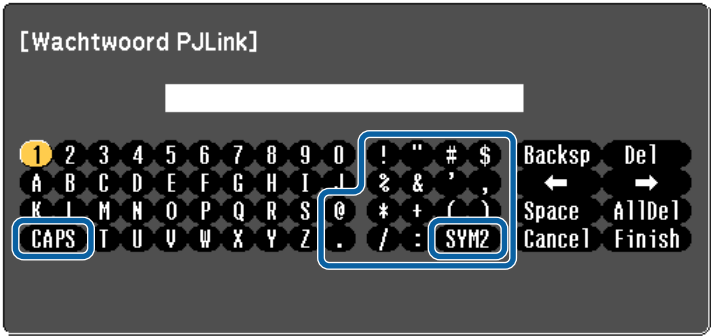 [Wachtwoord PJLink]
1 2 3 4 5 6 7 8 9 0 ! " # $ Backsp Del
A B C D E F G H I J % & ' , ← →
K L M N O P Q R S @ * + ( ) Space AllDel
CAPS T U V W X Y Z . / : SYM2 Cancel Finish